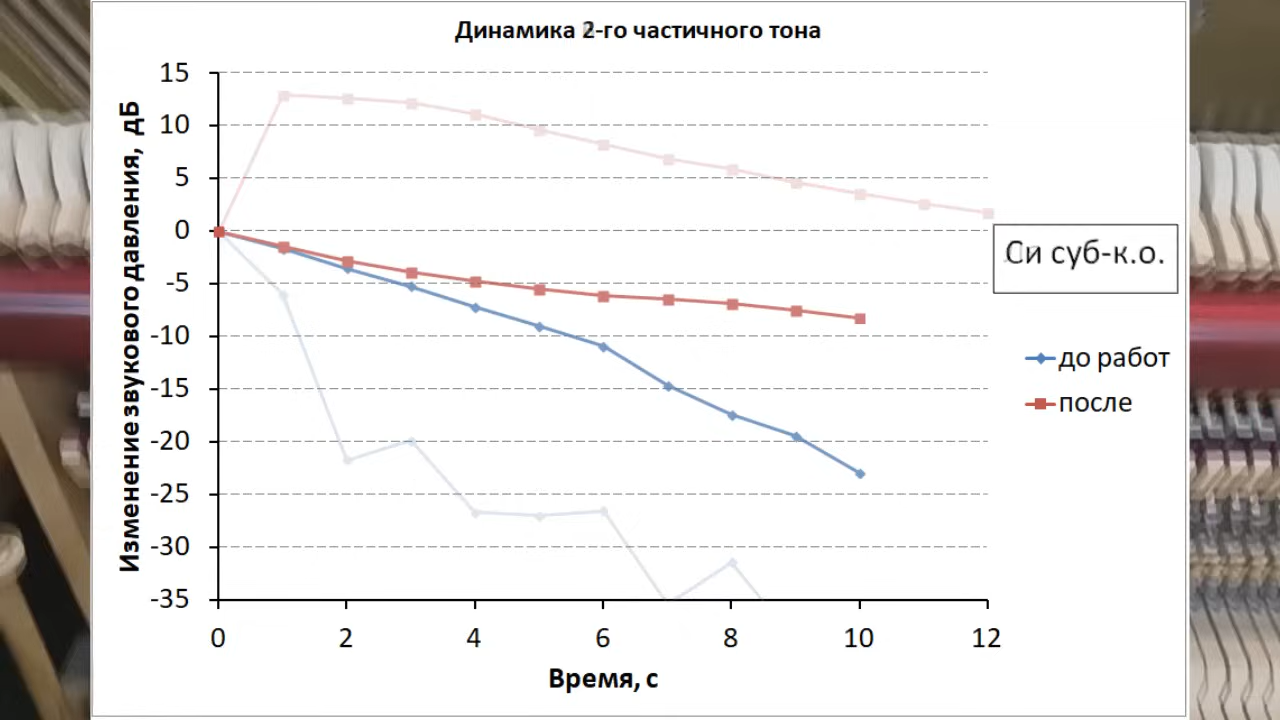 Динамика 2-го частичного тона
Изменение звукового давления, дБ
15
10
5
0
-5
-10
-15
-20
-25
-30
-35
0 2 4 6 8 10 12
Время, с
Си суб-к.о.
до работ
после